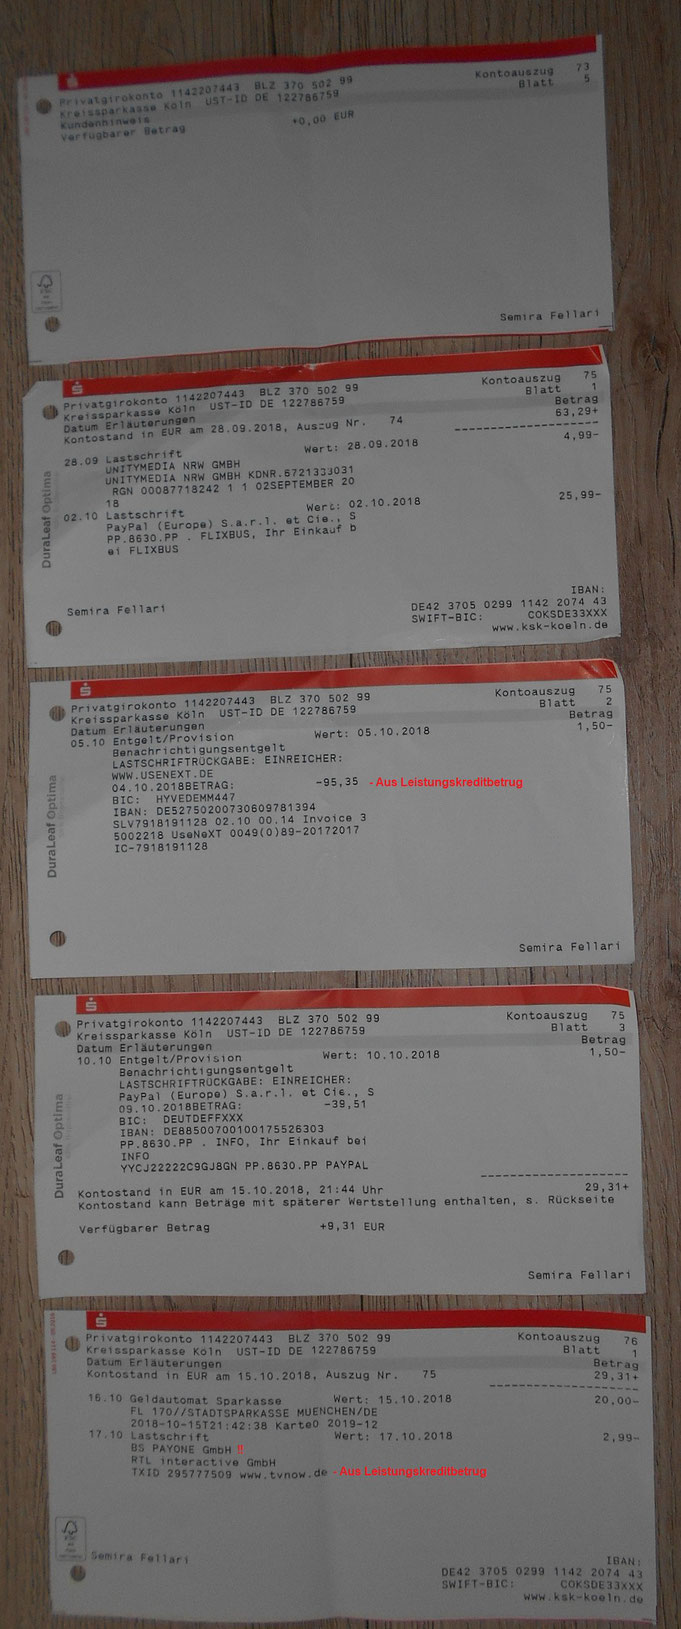 Privatgirokonto 1142207443 BLZ 370 502 99 Kontoauszug 73
Kreissparkasse Köln UST-ID DE 122786759 Blatt 5
Kundenhinweis
Verfügbarer Betrag +0,00 EUR
Semira Fellari
Privatgirokonto 1142207443 BLZ 370 502 99 Kontoauszug 75
Kreissparkasse Köln UST-ID DE 122786759 Blatt 1
Datum Erläuterungen Betrag
Kontostand in EUR am 28.09.2018, Auszug Nr. 74 63,29+
28.09 Lastschrift Wert: 28.09.2018 4,99-
UNITYMEDIA NRW GMBH
UNITYMEDIA NRW GMBH KDNR.6721333031
RGN 00087718242 1 1 02SEPTEMBER 20
18
02.10 Lastschrift Wert: 02.10.2018 25,99-
PayPal (Europe) S.a.r.l. et Cie., S
PP.8630.PP . FLIXBUS, Ihr Einkauf b
ei FLIXBUS
DuraLeaf Optima
IBAN:
Semira Fellari DE42 3705 0299 1142 2074 43
SWIFT-BIC: COKSDE33XXX
www.ksk-koeln.de
Privatgirokonto 1142207443 BLZ 370 502 99 Kontoauszug 75
Kreissparkasse Köln UST-ID DE 122786759 Blatt 2
Datum Erläuterungen Betrag
05.10 Entgelt/Provision Wert: 05.10.2018 1,50-
Benachrichtigungsentgelt
LASTSCHRIFTRÜCKGABE: EINREICHER:
WWW.USENEXT.DE
04.10.2018BETRAG: -95,35 - Aus Leistungskreditbetrug
BIC: HYVEDEMM447
IBAN: DE52750200730609781394
SLV7918191128 02.10 00.14 Invoice 3
5002218 UseNeXT 0049(0)89-20172017
IC-7918191128
DuraLeaf Optima
Semira Fellari
Privatgirokonto 1142207443 BLZ 370 502 99 Kontoauszug 75
Kreissparkasse Köln UST-ID DE 122786759 Blatt 3
Datum Erläuterungen Betrag
10.10 Entgelt/Provision Wert: 10.10.2018 1,50-
Benachrichtigungsentgelt
LASTSCHRIFTRÜCKGABE: EINREICHER:
PayPal (Europe) S.a.r.l. et Cie., S
09.10.2018BETRAG: -39,51
BIC: DEUTDEFFXXX
IBAN: DE88500700100175526303
PP.8630.PP . INFO, Ihr Einkauf bei
INFO
YYCJ22222C9GJ8GN PP.8630.PP PAYPAL
DuraLeaf Optima
Kontostand in EUR am 15.10.2018, 21:44 Uhr 29,31+
Kontostand kann Beträge mit späterer Wertstellung enthalten, s. Rückseite
Verfügbarer Betrag +9,31 EUR
Semira Fellari
Privatgirokonto 1142207443 BLZ 370 502 99 Kontoauszug 76
Kreissparkasse Köln UST-ID DE 122786759 Blatt 1
Datum Erläuterungen Betrag
Kontostand in EUR am 15.10.2018, Auszug Nr. 75 29,31+
16.10 Geldautomat Sparkasse Wert: 15.10.2018 20,00-
FL 170//STADTSPARKASSE MUENCHEN/DE
2018-10-15T21:42:38 Karte0 2019-12
17.10 Lastschrift Wert: 17.10.2018 2,99-
BS PAYONE GmbH !!
RTL interactive GmbH
TXID 295777509 www.tvnow.de - Aus Leistungskreditbetrug
Semira Fellari IBAN:
DE42 3705 0299 1142 2074 43
SWIFT-BIC: COKSDE33XXX
www.ksk-koeln.de